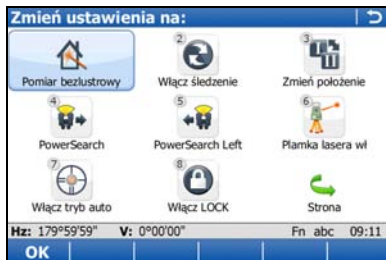 Zmień ustawienia na:
Pomiar bezlustrowy
2
Włącz śledzenie
3
Zmień położenie
4
PowerSearch
5
PowerSearch Left
6
Plamka lasera wł
7
Włącz tryb auto
8
Włącz LOCK
Strona
Hz: 179°59'59" V: 0°00'00" Fn abc 09:11
OK